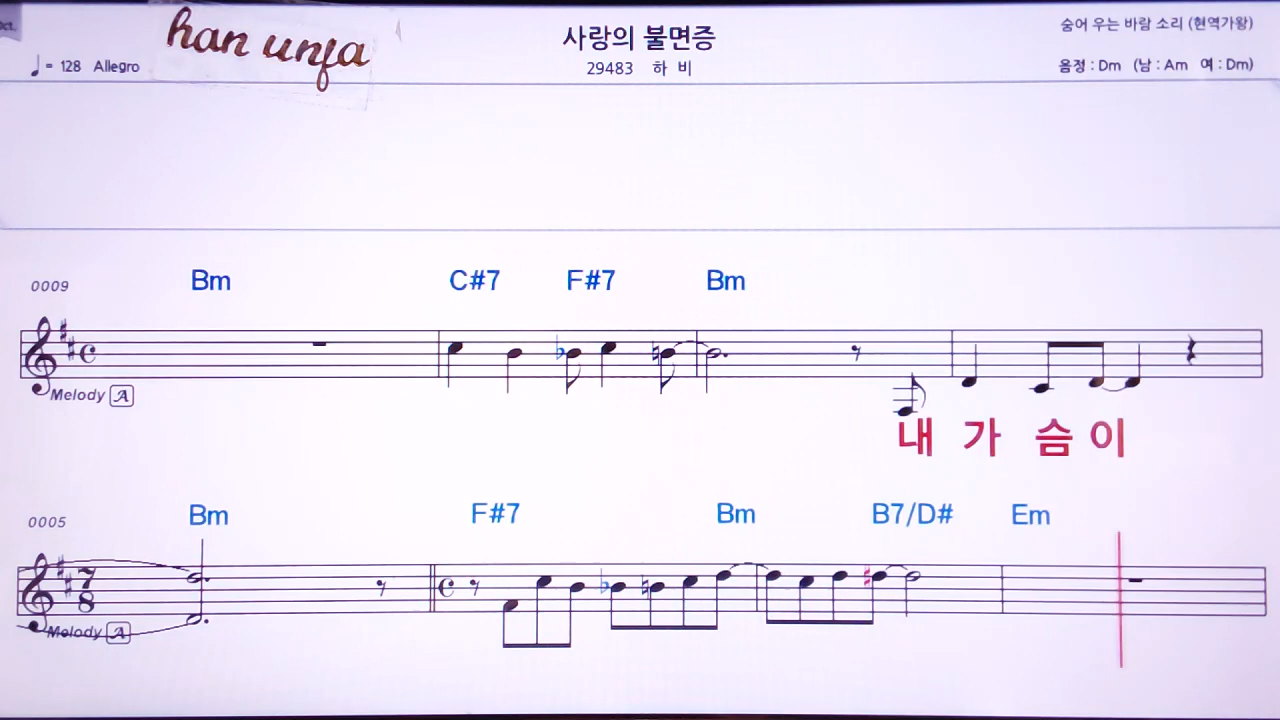 han unja
사랑의 불면증
숨어 우는 바람 소리 (현역가왕)
♩= 128 Allegro
29483 하 비
음정 : Dm (남 : Am 여 : Dm)
0009 Bm C#7 F#7 Bm
Melody A
내 가 슴 이
0005 Bm F#7 Bm B7/D# Em
7
8
Melody A